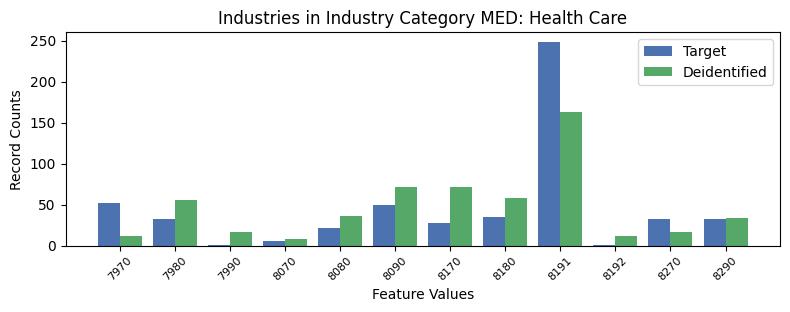 Industries in Industry Category MED: Health Care
Target
Deidentified
Record Counts
250
200
150
100
50
0
7970 7980 7990 8070 8080 8090 8170 8180 8191 8192 8270 8290
Feature Values